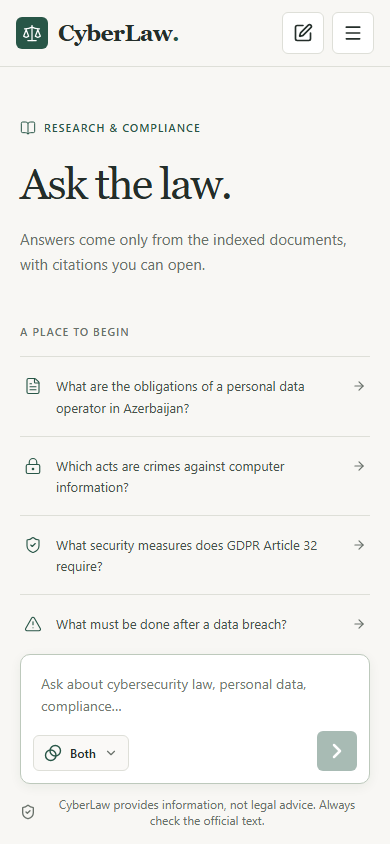 CyberLaw.
RESEARCH & COMPLIANCE
Ask the law.
Answers come only from the indexed documents,
with citations you can open.
A PLACE TO BEGIN
What are the obligations of a personal data
operator in Azerbaijan?
Which acts are crimes against computer
information?
What security measures does GDPR Article 32
require?
What must be done after a data breach?
Ask about cybersecurity law, personal data,
compliance...
Both
CyberLaw provides information, not legal advice. Always
check the official text.